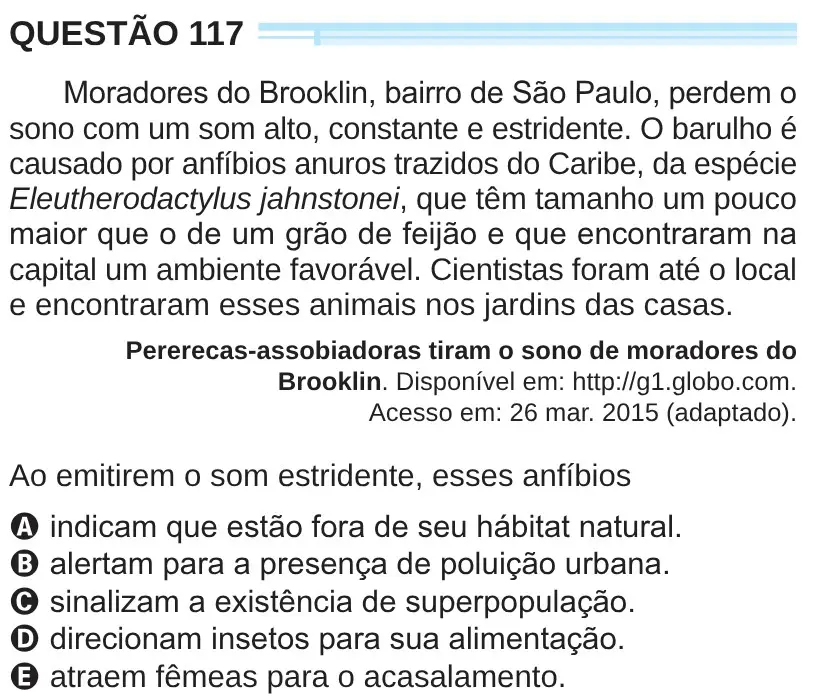 QUESTÃO 117
Moradores do Brooklin, bairro de São Paulo, perdem o
sono com um som alto, constante e estridente. O barulho é
causado por anfíbios anuros trazidos do Caribe, da espécie
Eleutherodactylus jahnstonei, que têm tamanho um pouco
maior que o de um grão de feijão e que encontraram na
capital um ambiente favorável. Cientistas foram até o local
e encontraram esses animais nos jardins das casas.
Pererecas-assobiadoras tiram o sono de moradores do
Brooklin. Disponível em: http://g1.globo.com.
Acesso em: 26 mar. 2015 (adaptado).
Ao emitirem o som estridente, esses anfíbios
A indicam que estão fora de seu hábitat natural.
B alertam para a presença de poluição urbana.
C sinalizam a existência de superpopulação.
D direcionam insetos para sua alimentação.
E atraem fêmeas para o acasalamento.